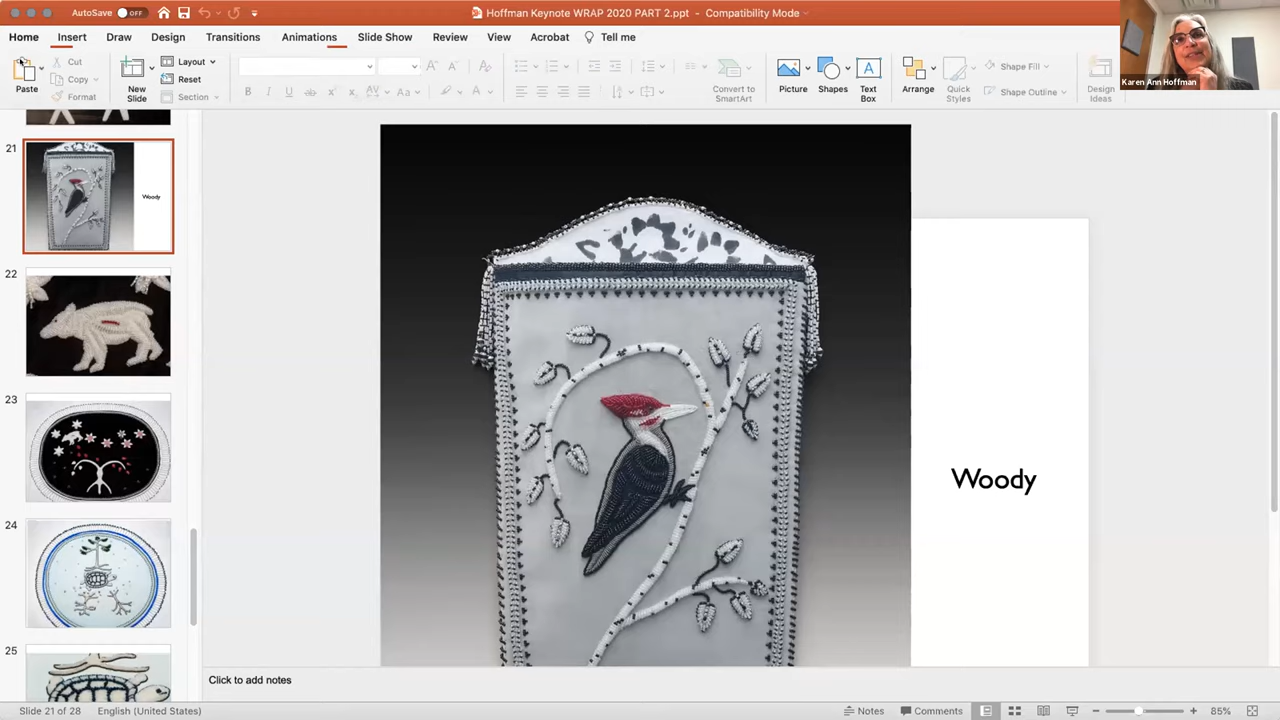 AutoSave OFF
Hoffman Keynote WRAP 2020 PART 2.ppt - Compatibility Mode
Home Insert Draw Design Transitions Animations Slide Show Review View Acrobat Tell me
Paste
Cut
Copy
Format
New
Slide
Layout
Reset
Section
B I U
Convert to
SmartArt
Picture
Shapes
Text
Box
Arrange
Quick
Styles
Shape Fill
Shape Outline
Design
Ideas
Karen Ann Hoffman
21
Woody
22
23
24
25
Woody
Click to add notes
Slide 21 of 28 English (United States) Notes Comments 85%